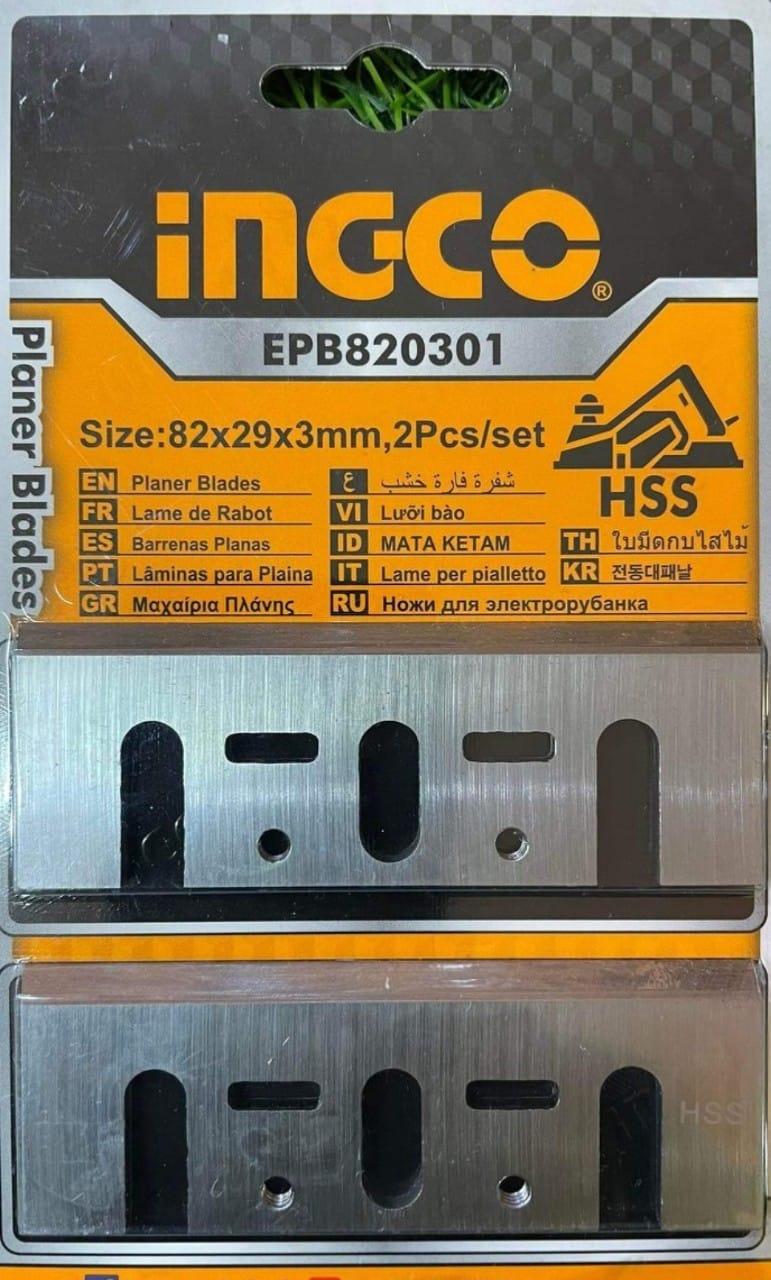 iNGCO®
EPB820301
Planer Blades
Size:82x29x3mm,2Pcs/set
HSS
EN Planer Blades
FR Lame de Rabot
ES Barrenas Planas
PT Lâminas para Plaina
GR Μαχαίρια Πλάνης
ع شفرة فارة خشب
VI Lưỡi bào
ID MATA KETAM
IT Lame per pialletto
RU Ножи для электрорубанка
TH ใบมีดกบไสไม้
KR 전동대패날
HSS